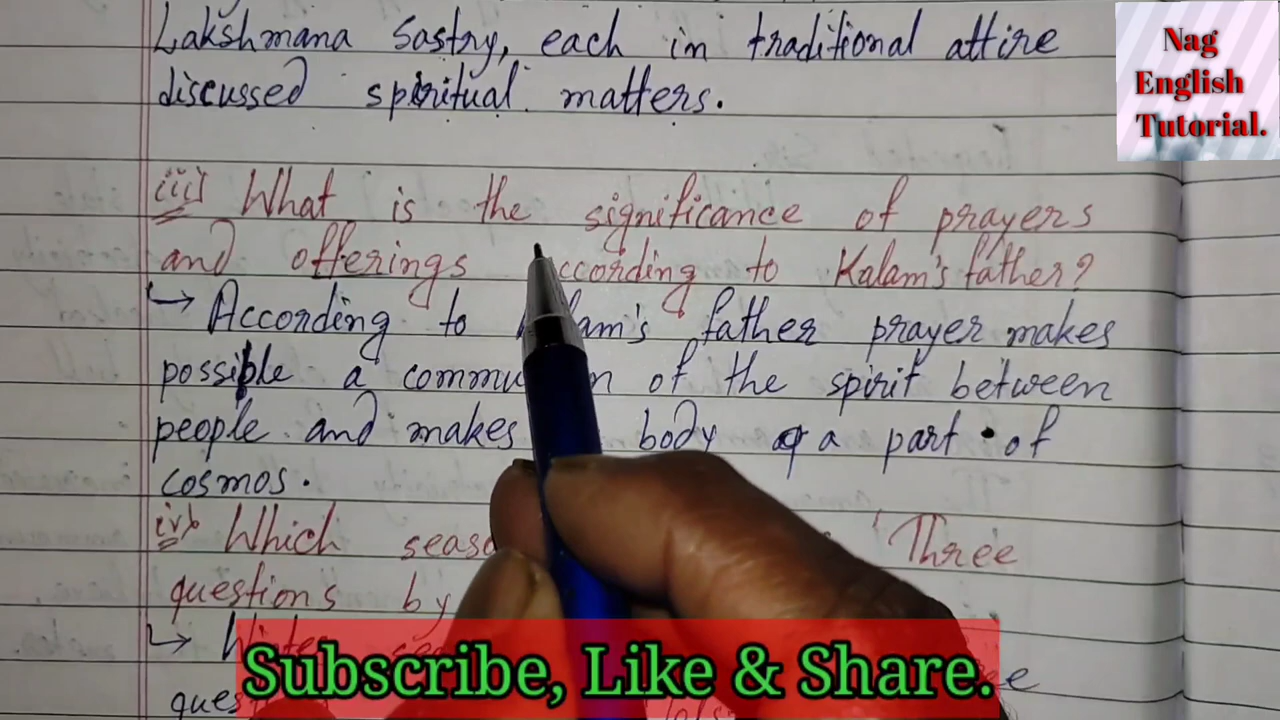 Lakshmana Sastry, each in traditional attire
discussed spiritual matters.
Nag
English
Tutorial.
iii) What is the significance of prayers
and offerings according to Kalam's father?
→ According to Kalam's father prayer makes
possible a communion of the spirit between
people and makes body a part of
cosmos.
iv) Which 'Three
questions by
→ Winter
Subscribe, Like & Share.